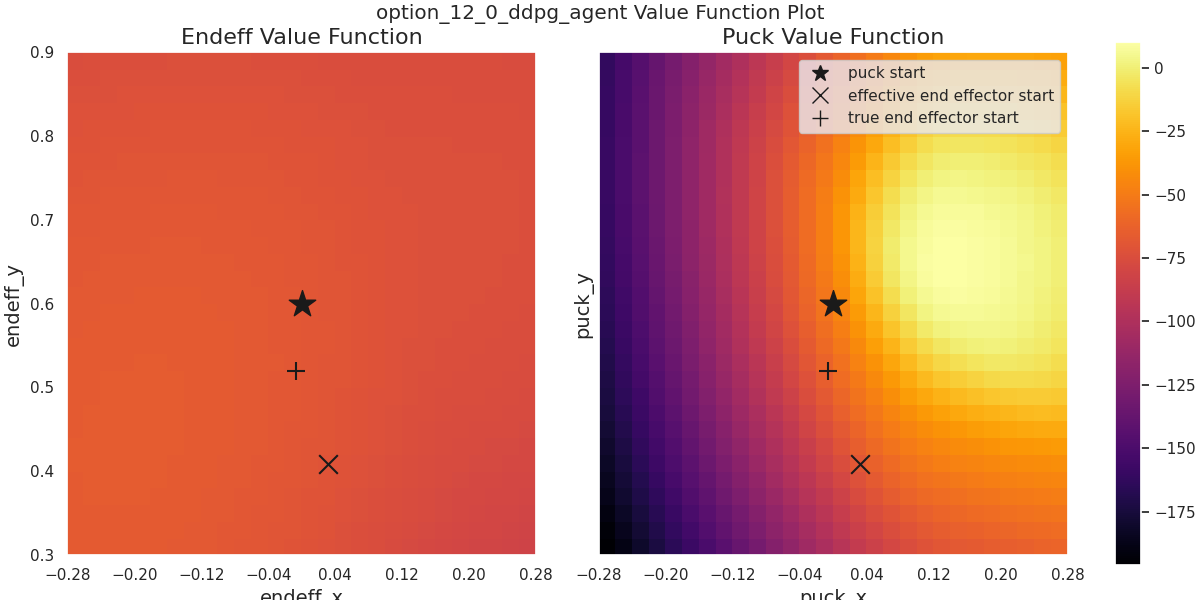 option_12_0_ddpg_agent Value Function Plot
Endeff Value Function
Puck Value Function
0.9
0.8
0.7
0.6
0.5
0.4
0.3
endeff_y
−0.28 −0.20 −0.12 −0.04 0.04 0.12 0.20 0.28
endeff_x
puck_y
puck start
effective end effector start
true end effector start
−0.28 −0.20 −0.12 −0.04 0.04 0.12 0.20 0.28
puck_x
0
−25
−50
−75
−100
−125
−150
−175